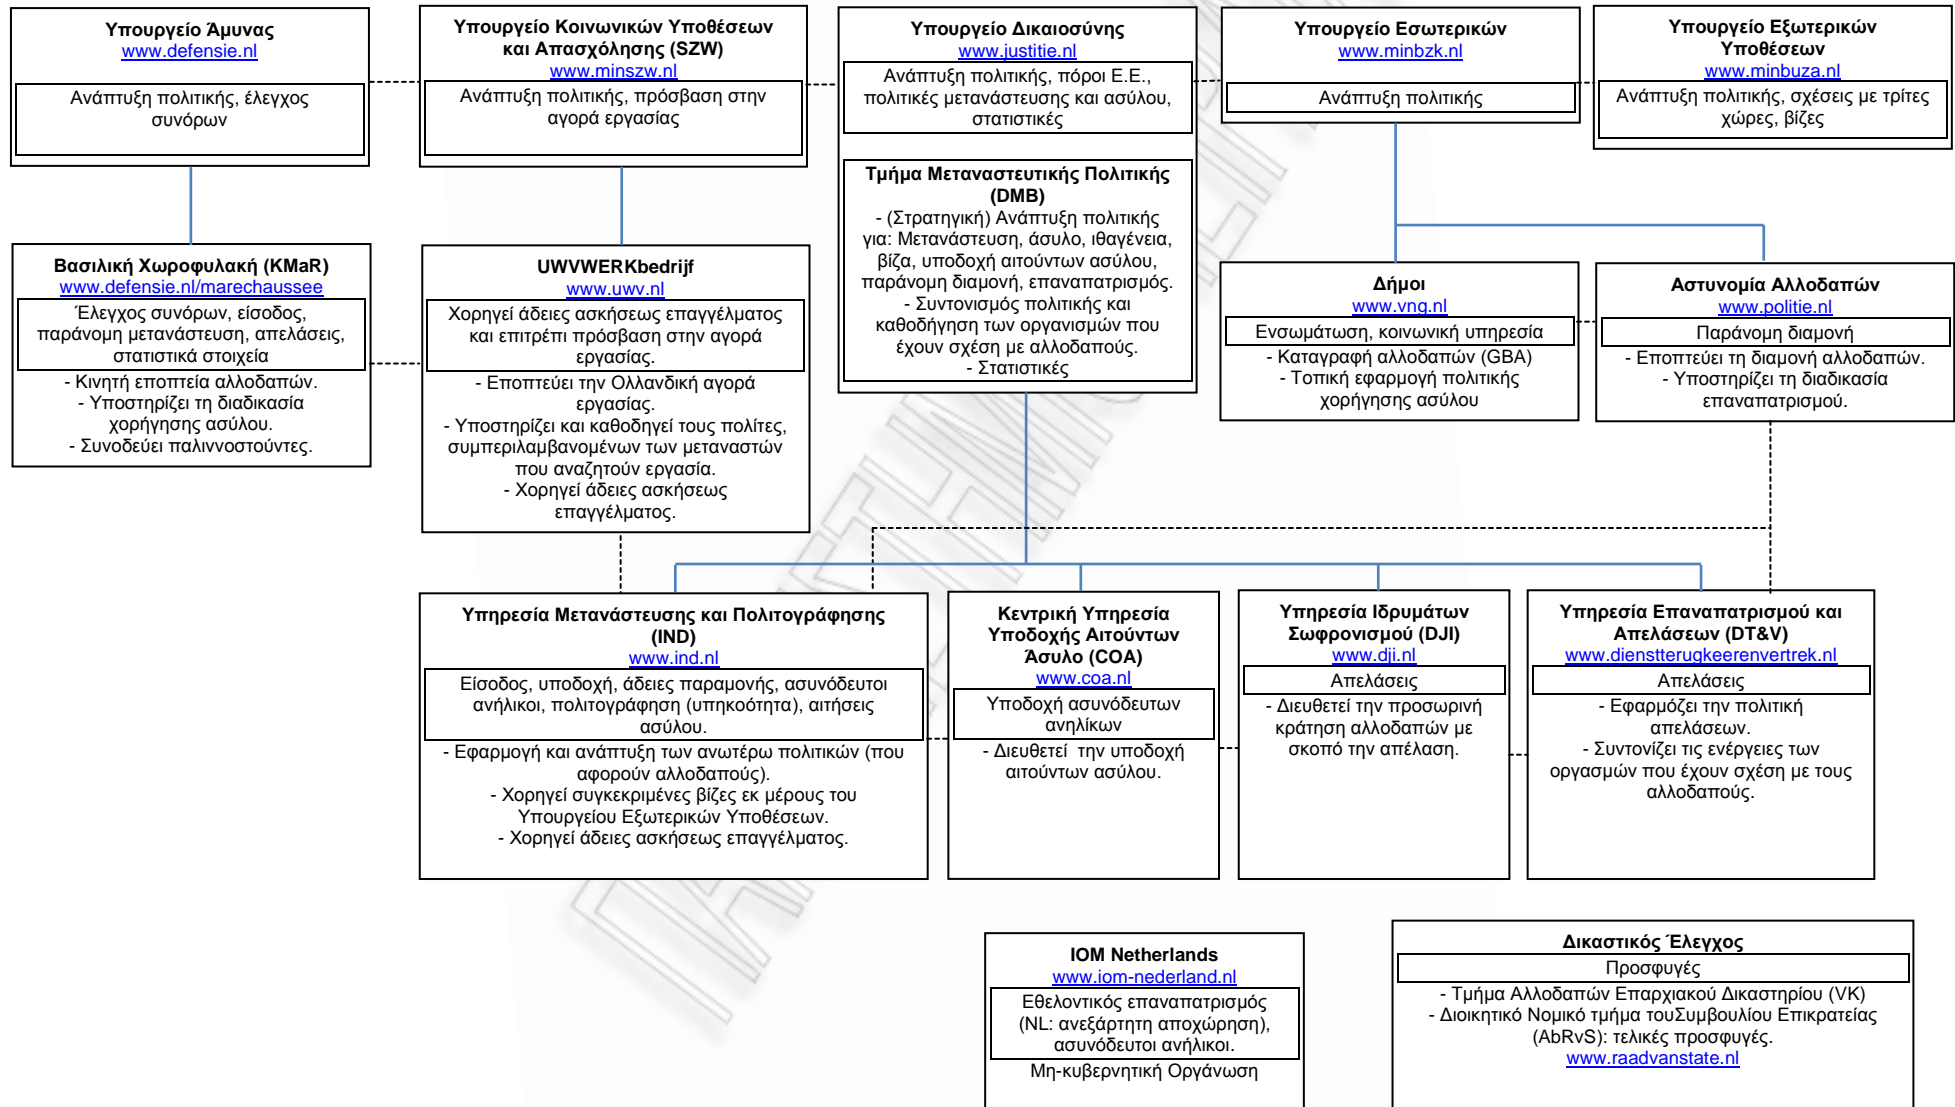 Υπουργείο Άμυνας
www.defensie.nl
Ανάπτυξη πολιτικής, έλεγχος
συνόρων
Υπουργείο Κοινωνικών Υποθέσεων
και Απασχόλησης (SZW)
www.minszw.nl
Ανάπτυξη πολιτικής, πρόσβαση στην
αγορά εργασίας
Υπουργείο Δικαιοσύνης
www.justitie.nl
Ανάπτυξη πολιτικής, πόροι Ε.Ε.,
πολιτικές μετανάστευσης και ασύλου,
στατιστικές
Τμήμα Μεταναστευτικής Πολιτικής
(DMB)
- (Στρατηγική) Ανάπτυξη πολιτικής
για: Μετανάστευση, άσυλο, ιθαγένεια,
βίζα, υποδοχή αιτούντων ασύλου,
παράνομη διαμονή, επαναπατρισμός.
- Συντονισμός πολιτικής και
καθοδήγηση των οργανισμών που
έχουν σχέση με αλλοδαπούς.
- Στατιστικές
Υπουργείο Εσωτερικών
www.minbzk.nl
Ανάπτυξη πολιτικής
Υπουργείο Εξωτερικών
Υποθέσεων
www.minbuza.nl
Ανάπτυξη πολιτικής, σχέσεις με τρίτες
χώρες, βίζες
Βασιλική Χωροφυλακή (KMaR)
www.defensie.nl/marechaussee
Έλεγχος συνόρων, είσοδος,
παράνομη μετανάστευση, απελάσεις,
στατιστικά στοιχεία
- Κινητή εποπτεία αλλοδαπών.
- Υποστηρίζει τη διαδικασία
χορήγησης ασύλου.
- Συνοδεύει παλιννοστούντες.
UWVWERKbedrijf
www.uwv.nl
Χορηγεί άδειες ασκήσεως επαγγέλματος
και επιτρέπι πρόσβαση στην αγορά
εργασίας.
- Εποπτεύει την Ολλανδική αγορά
εργασίας.
- Υποστηρίζει και καθοδηγεί τους πολίτες,
συμπεριλαμβανομένων των μεταναστών
που αναζητούν εργασία.
- Χορηγεί άδειες ασκήσεως
επαγγέλματος.
Δήμοι
www.vng.nl
Ενσωμάτωση, κοινωνική υπηρεσία
- Καταγραφή αλλοδαπών (GBA)
- Τοπική εφαρμογή πολιτικής
χορήγησης ασύλου
Αστυνομία Αλλοδαπών
www.politie.nl
Παράνομη διαμονή
- Εποπτεύει τη διαμονή αλλοδαπών.
- Υποστηρίζει τη διαδικασία
επαναπατρισμού.
Υπηρεσία Μετανάστευσης και Πολιτογράφησης
(IND)
www.ind.nl
Είσοδος, υποδοχή, άδειες παραμονής, ασυνόδευτοι
ανήλικοι, πολιτογράφηση (υπηκοότητα), αιτήσεις
ασύλου.
- Εφαρμογή και ανάπτυξη των ανωτέρω πολιτικών (που
αφορούν αλλοδαπούς).
- Χορηγεί συγκεκριμένες βίζες εκ μέρους του
Υπουργείου Εξωτερικών Υποθέσεων.
- Χορηγεί άδειες ασκήσεως επαγγέλματος.
Κεντρική Υπηρεσία
Υποδοχής Αιτούντων
Άσυλο (COA)
www.coa.nl
Υποδοχή ασυνόδευτων
ανηλίκων
- Διευθετεί την υποδοχή
αιτούντων ασύλου.
Υπηρεσία Ιδρυμάτων
Σωφρονισμού (DJI)
www.dji.nl
Απελάσεις
- Διευθετεί την προσωρινή
κράτηση αλλοδαπών με
σκοπό την απέλαση.
Υπηρεσία Επαναπατρισμού και
Απελάσεων (DT&V)
www.dienstterugkeerenvertrek.nl
Απελάσεις
- Εφαρμόζει την πολιτική
απελάσεων.
- Συντονίζει τις ενέργειες των
οργασμών που έχουν σχέση με τους
αλλοδαπούς.
IOM Netherlands
www.iom-nederland.nl
Εθελοντικός επαναπατρισμός
(NL: ανεξάρτητη αποχώρηση),
ασυνόδευτοι ανήλικοι.
Μη-κυβερνητική Οργάνωση
Δικαστικός Έλεγχος
Προσφυγές
- Τμήμα Αλλοδαπών Επαρχιακού Δικαστηρίου (VK)
- Διοικητικό Νομικό τμήμα τουΣυμβουλίου Επικρατείας
(AbRvS): τελικές προσφυγές.
www.raadvanstate.nl